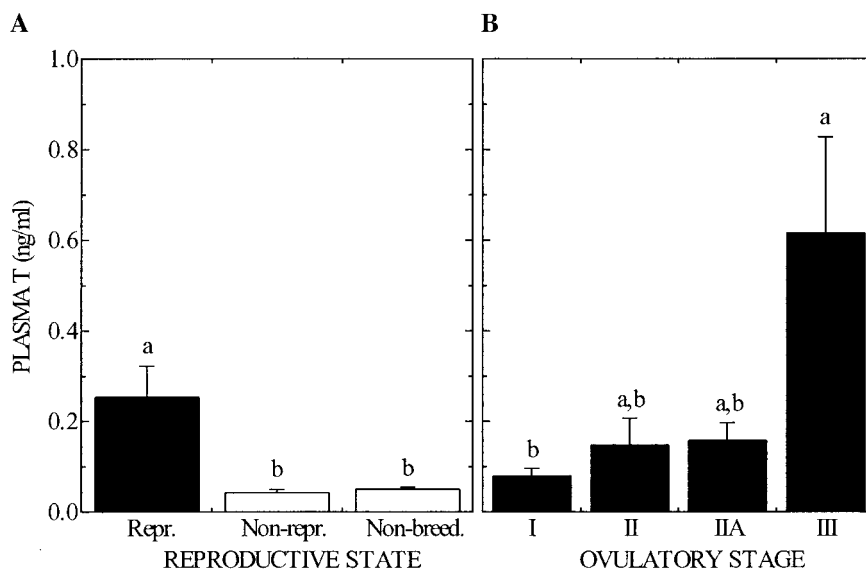 A
B
PLASMA T (ng/ml)
1.0
0.8
0.6
0.4
0.2
0.0
a
b
b
Repr.
Non-repr.
Non-breed.
REPRODUCTIVE STATE
b
a,b
a,b
a
I
II
IIA
III
OVULATORY STAGE